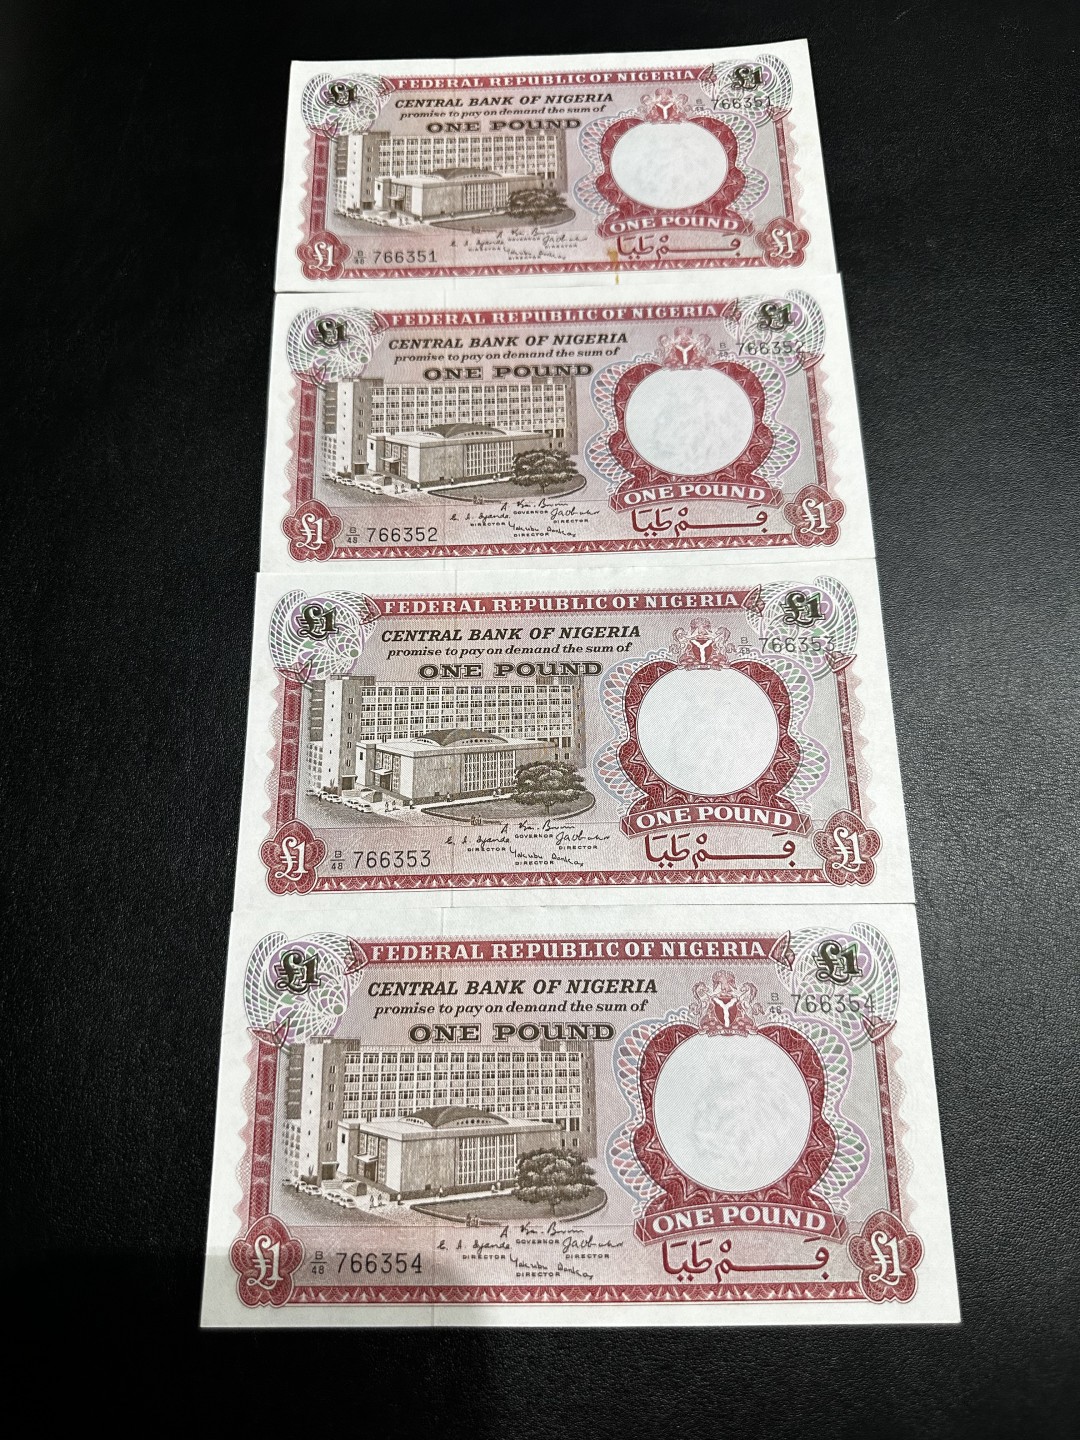 £1 FEDERAL REPUBLIC OF NIGERIA £1
CENTRAL BANK OF NIGERIA B/48 766351
promise to pay on demand the sum of
ONE POUND
ONE POUND
GOVERNOR
DIRECTOR DIRECTOR
DIRECTOR
£1 B/48 766351 £1
£1 FEDERAL REPUBLIC OF NIGERIA £1
CENTRAL BANK OF NIGERIA B/48 766352
promise to pay on demand the sum of
ONE POUND
ONE POUND
GOVERNOR
DIRECTOR DIRECTOR
DIRECTOR
£1 B/48 766352 £1
£1 FEDERAL REPUBLIC OF NIGERIA £1
CENTRAL BANK OF NIGERIA B/48 766353
promise to pay on demand the sum of
ONE POUND
ONE POUND
GOVERNOR
DIRECTOR DIRECTOR
DIRECTOR
£1 B/48 766353 £1
£1 FEDERAL REPUBLIC OF NIGERIA £1
CENTRAL BANK OF NIGERIA B/48 766354
promise to pay on demand the sum of
ONE POUND
ONE POUND
GOVERNOR
DIRECTOR DIRECTOR
DIRECTOR
£1 B/48 766354 £1